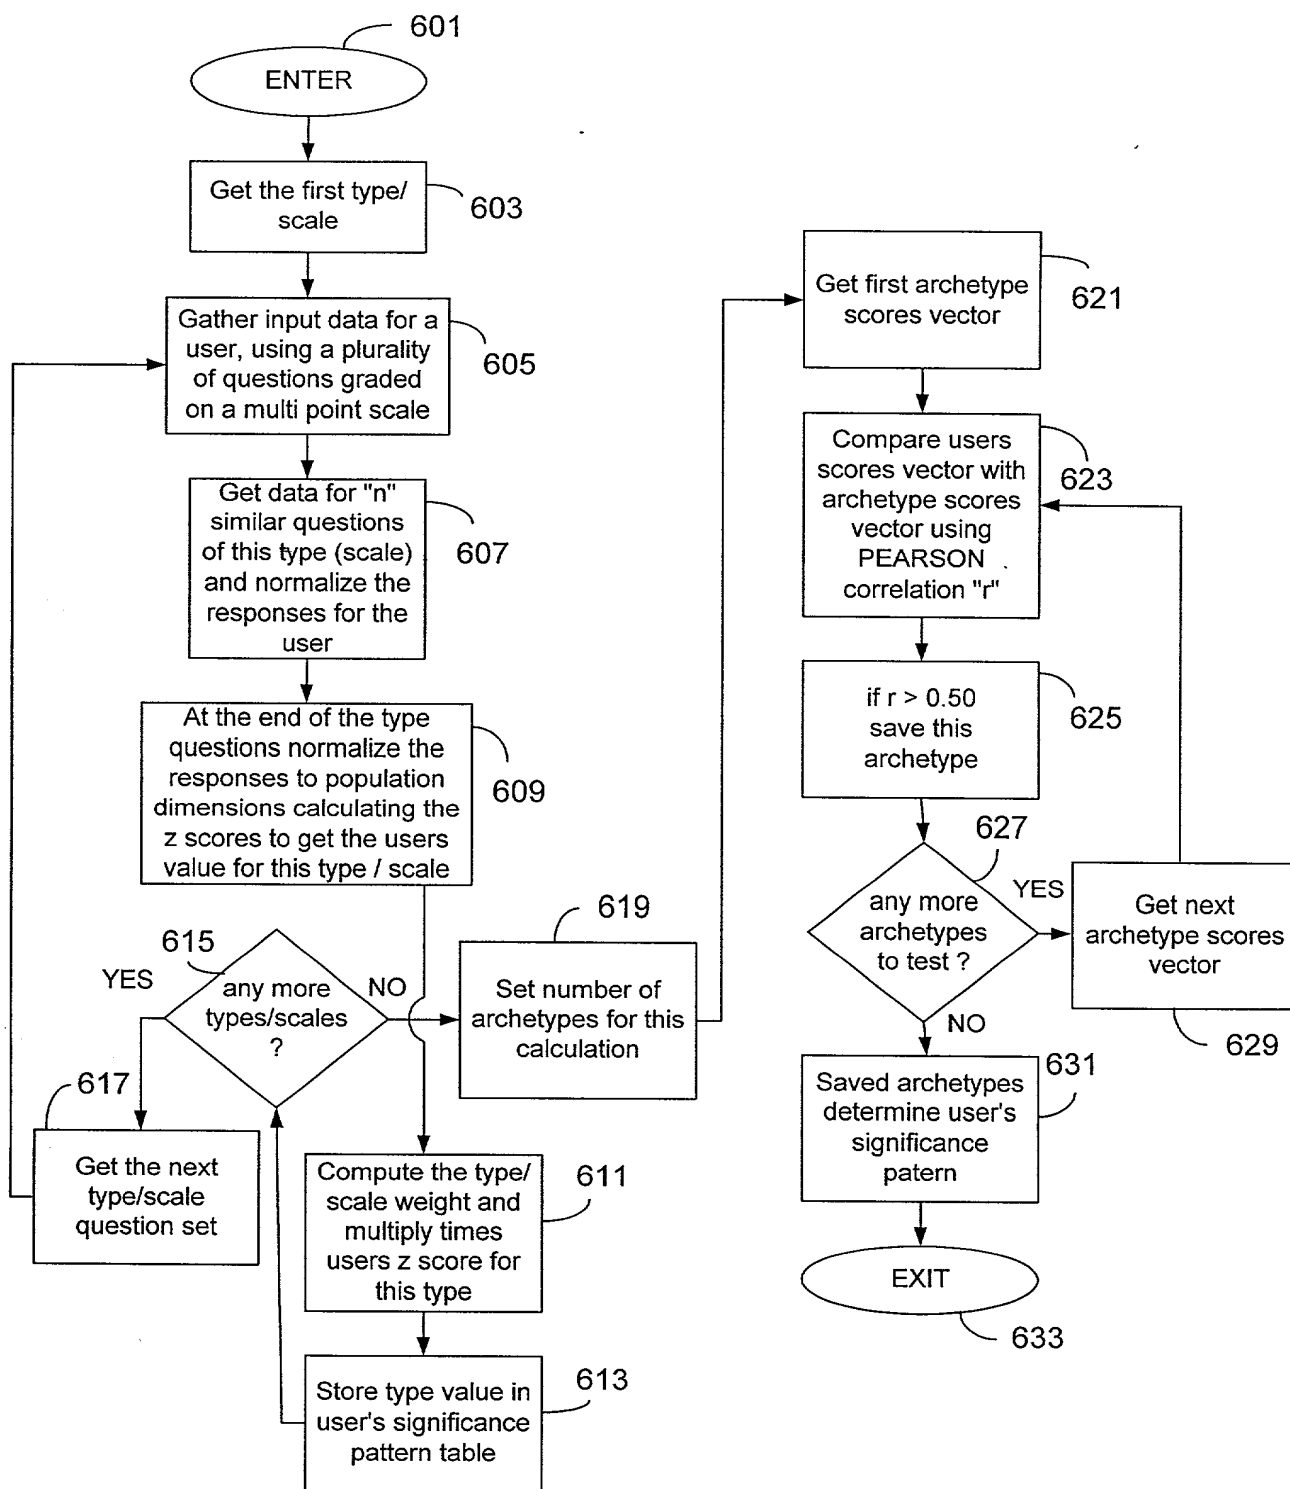 601
ENTER
Get the first type/
scale
603
Gather input data for a
user, using a plurality
of questions graded
on a multi point scale
605
Get data for "n"
similar questions
of this type (scale)
and normalize the
responses for the
user
607
At the end of the type
questions normalize the
responses to population
dimensions calculating the
z scores to get the users
value for this type / scale
609
615
YES
any more
types/scales
?
NO
617
Get the next
type/scale
question set
619
Set number of
archetypes for this
calculation
Compute the type/
scale weight and
multiply times
users z score for
this type
611
Store type value in
user's significance
pattern table
613
Get first archetype
scores vector
621
Compare users
scores vector with
archetype scores
vector using
PEARSON
correlation "r"
623
if r > 0.50
save this
archetype
625
627
any more
archetypes
to test ?
YES
Get next
archetype scores
vector
629
NO
Saved archetypes
determine user's
significance
patern
631
EXIT
633